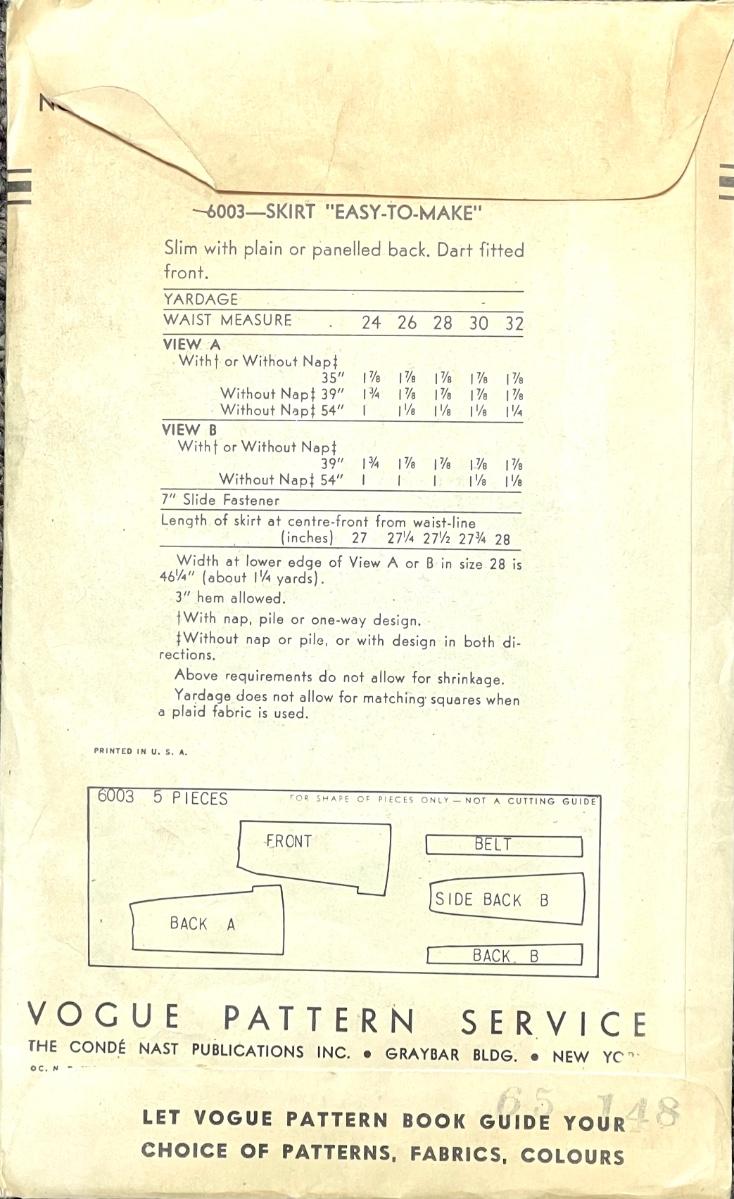 6003—SKIRT "EASY-TO-MAKE"
Slim with plain or panelled back. Dart fitted
front.
YARDAGE
WAIST MEASURE . 24 26 28 30 32
VIEW A
With† or Without Nap‡
35" 1⅞ 1⅞ 1⅞ 1⅞ 1⅞
Without Nap‡ 39" 1¾ 1⅞ 1⅞ 1⅞ 1⅞
Without Nap‡ 54" 1 1⅛ 1⅛ 1⅛ 1¼
VIEW B
With† or Without Nap‡
39" 1¾ 1⅞ 1⅞ 1⅞ 1⅞
Without Nap‡ 54" 1 1 1 1⅛ 1⅛
7" Slide Fastener
Length of skirt at centre-front from waist-line
(inches) 27 27¼ 27½ 27¾ 28
Width at lower edge of View A or B in size 28 is
46¼" (about 1¼ yards).
3" hem allowed.
†With nap, pile or one-way design.
‡Without nap or pile, or with design in both di-
rections.
Above requirements do not allow for shrinkage.
Yardage does not allow for matching squares when
a plaid fabric is used.
PRINTED IN U. S. A.
6003 5 PIECES FOR SHAPE OF PIECES ONLY—NOT A CUTTING GUIDE
FRONT
BELT
SIDE BACK B
BACK A
BACK B
VOGUE PATTERN SERVICE
THE CONDÉ NAST PUBLICATIONS INC. • GRAYBAR BLDG. • NEW
65 148
LET VOGUE PATTERN BOOK GUIDE YOUR
CHOICE OF PATTERNS, FABRICS, COLOURS